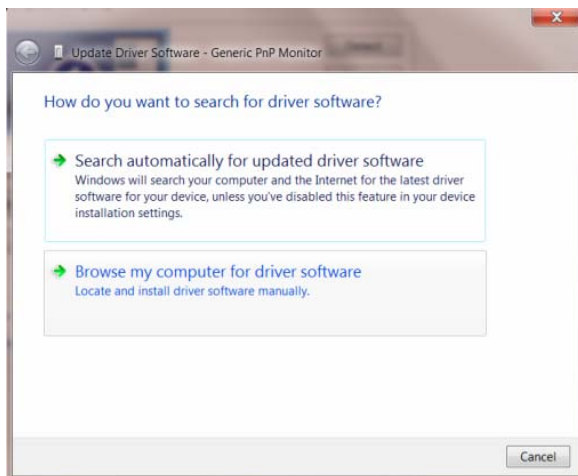 Update Driver Software - Generic PnP Monitor
How do you want to search for driver software?
Search automatically for updated driver software
Windows will search your computer and the Internet for the latest driver
software for your device, unless you've disabled this feature in your device
installation settings.
Browse my computer for driver software
Locate and install driver software manually.
Cancel